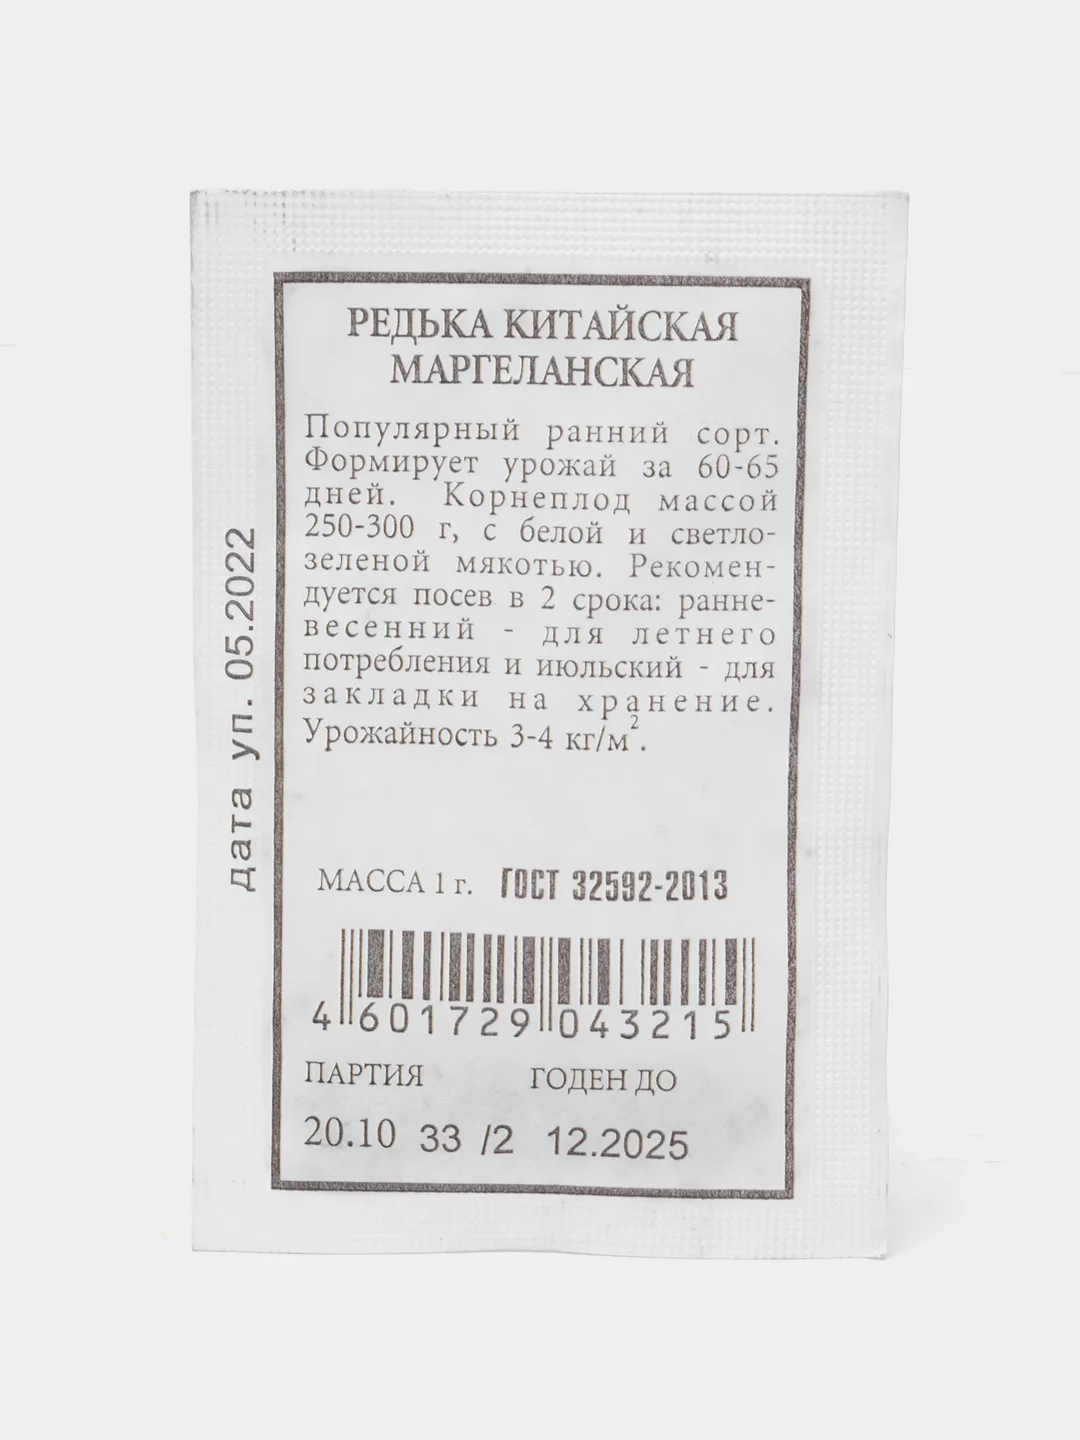 РЕДЬКА КИТАЙСКАЯ
МАРГЕЛАНСКАЯ
Популярный ранний сорт.
Формирует урожай за 60-65
дней. Корнеплод массой
250-300 г, с белой и светло-
зеленой мякотью. Рекомен-
дуется посев в 2 срока: ранне-
весенний - для летнего
потребления и июльский - для
закладки на хранение.
Урожайность 3-4 кг/м².
дата уп. 05.2022
МАССА 1 г. ГОСТ 32592-2013
4 601729 043215
ПАРТИЯ ГОДЕН ДО
20.10 33 /2 12.2025